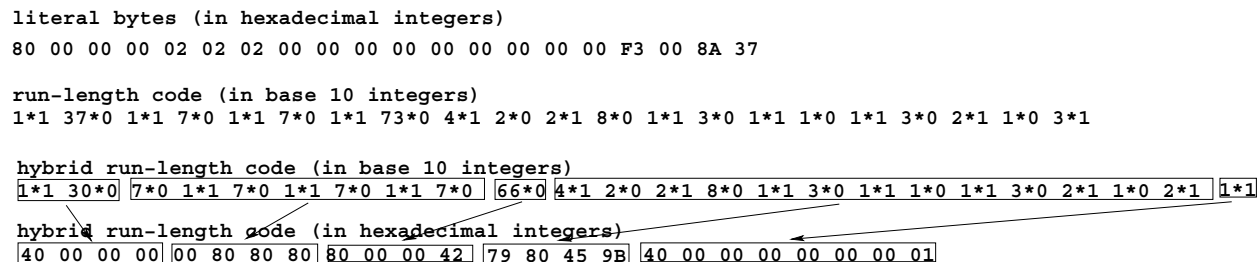 literal bytes (in hexadecimal integers)
80 00 00 00 02 02 02 00 00 00 00 00 00 00 00 00 F3 00 8A 37
run-length code (in base 10 integers)
1*1 37*0 1*1 7*0 1*1 7*0 1*1 73*0 4*1 2*0 2*1 8*0 1*1 3*0 1*1 1*0 1*1 3*0 2*1 1*0 3*1
hybrid run-length code (in base 10 integers)
1*1 30*0 7*0 1*1 7*0 1*1 7*0 1*1 7*0 66*0 4*1 2*0 2*1 8*0 1*1 3*0 1*1 1*0 1*1 3*0 2*1 1*0 2*1 1*1
hybrid run-length code (in hexadecimal integers)
40 00 00 00 00 80 80 80 80 00 00 42 79 80 45 9B 40 00 00 00 00 00 00 01